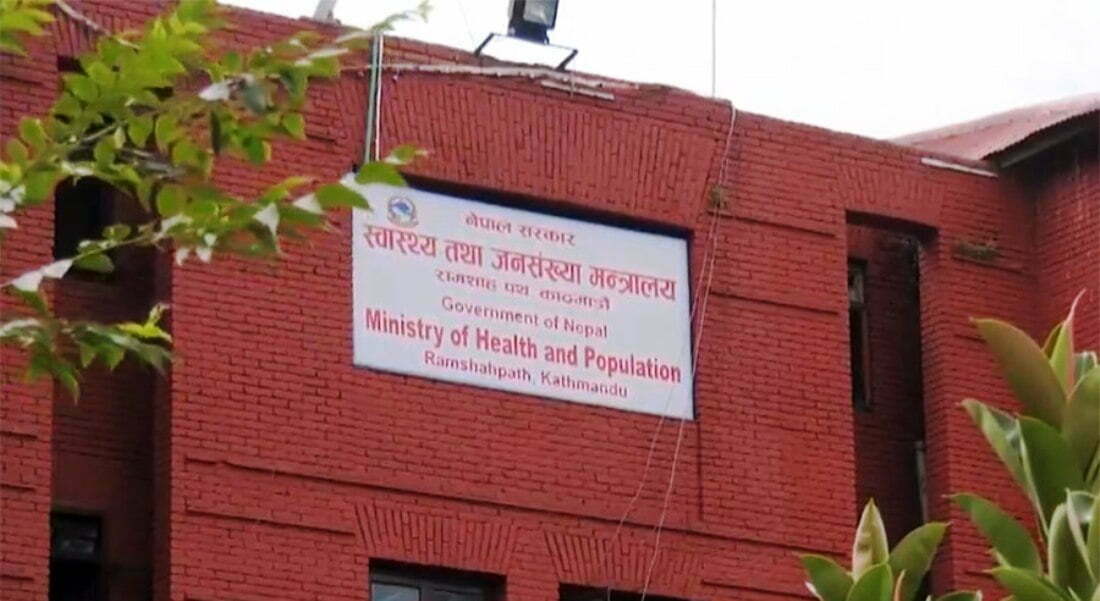 नेपाल सरकार
स्वास्थ्य तथा जनसंख्या मन्त्रालय
रामशाह पथ काठमाडौं
Government of Nepal
Ministry of Health and Population
Ramshahpath, Kathmandu